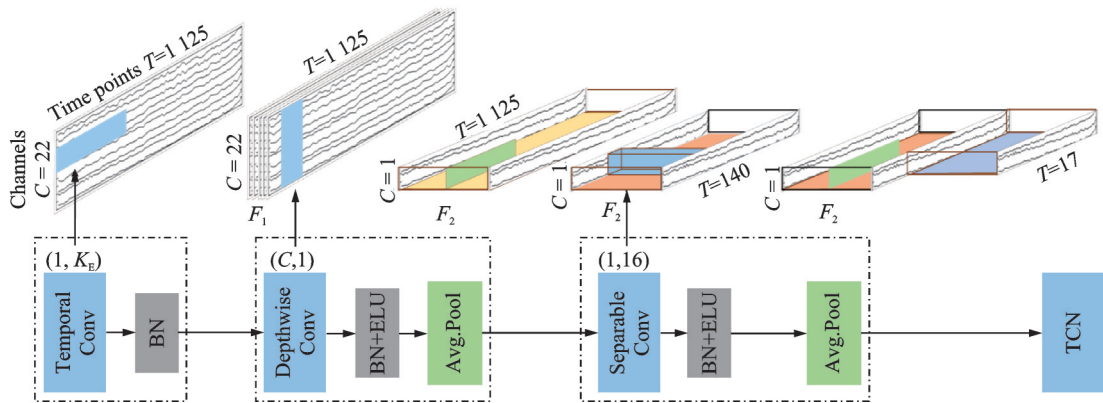 Channels
C = 22
Time points T=1 125
C = 22
T=1 125
F₁
C = 1
T=1 125
F₂
C = 1
T=140
F₂
C = 1
T=17
F₂
(1, K_E)
Temporal
Conv
BN
(C,1)
Depthwise
Conv
BN+ELU
Avg.Pool
(1,16)
Separable
Conv
BN+ELU
Avg.Pool
TCN